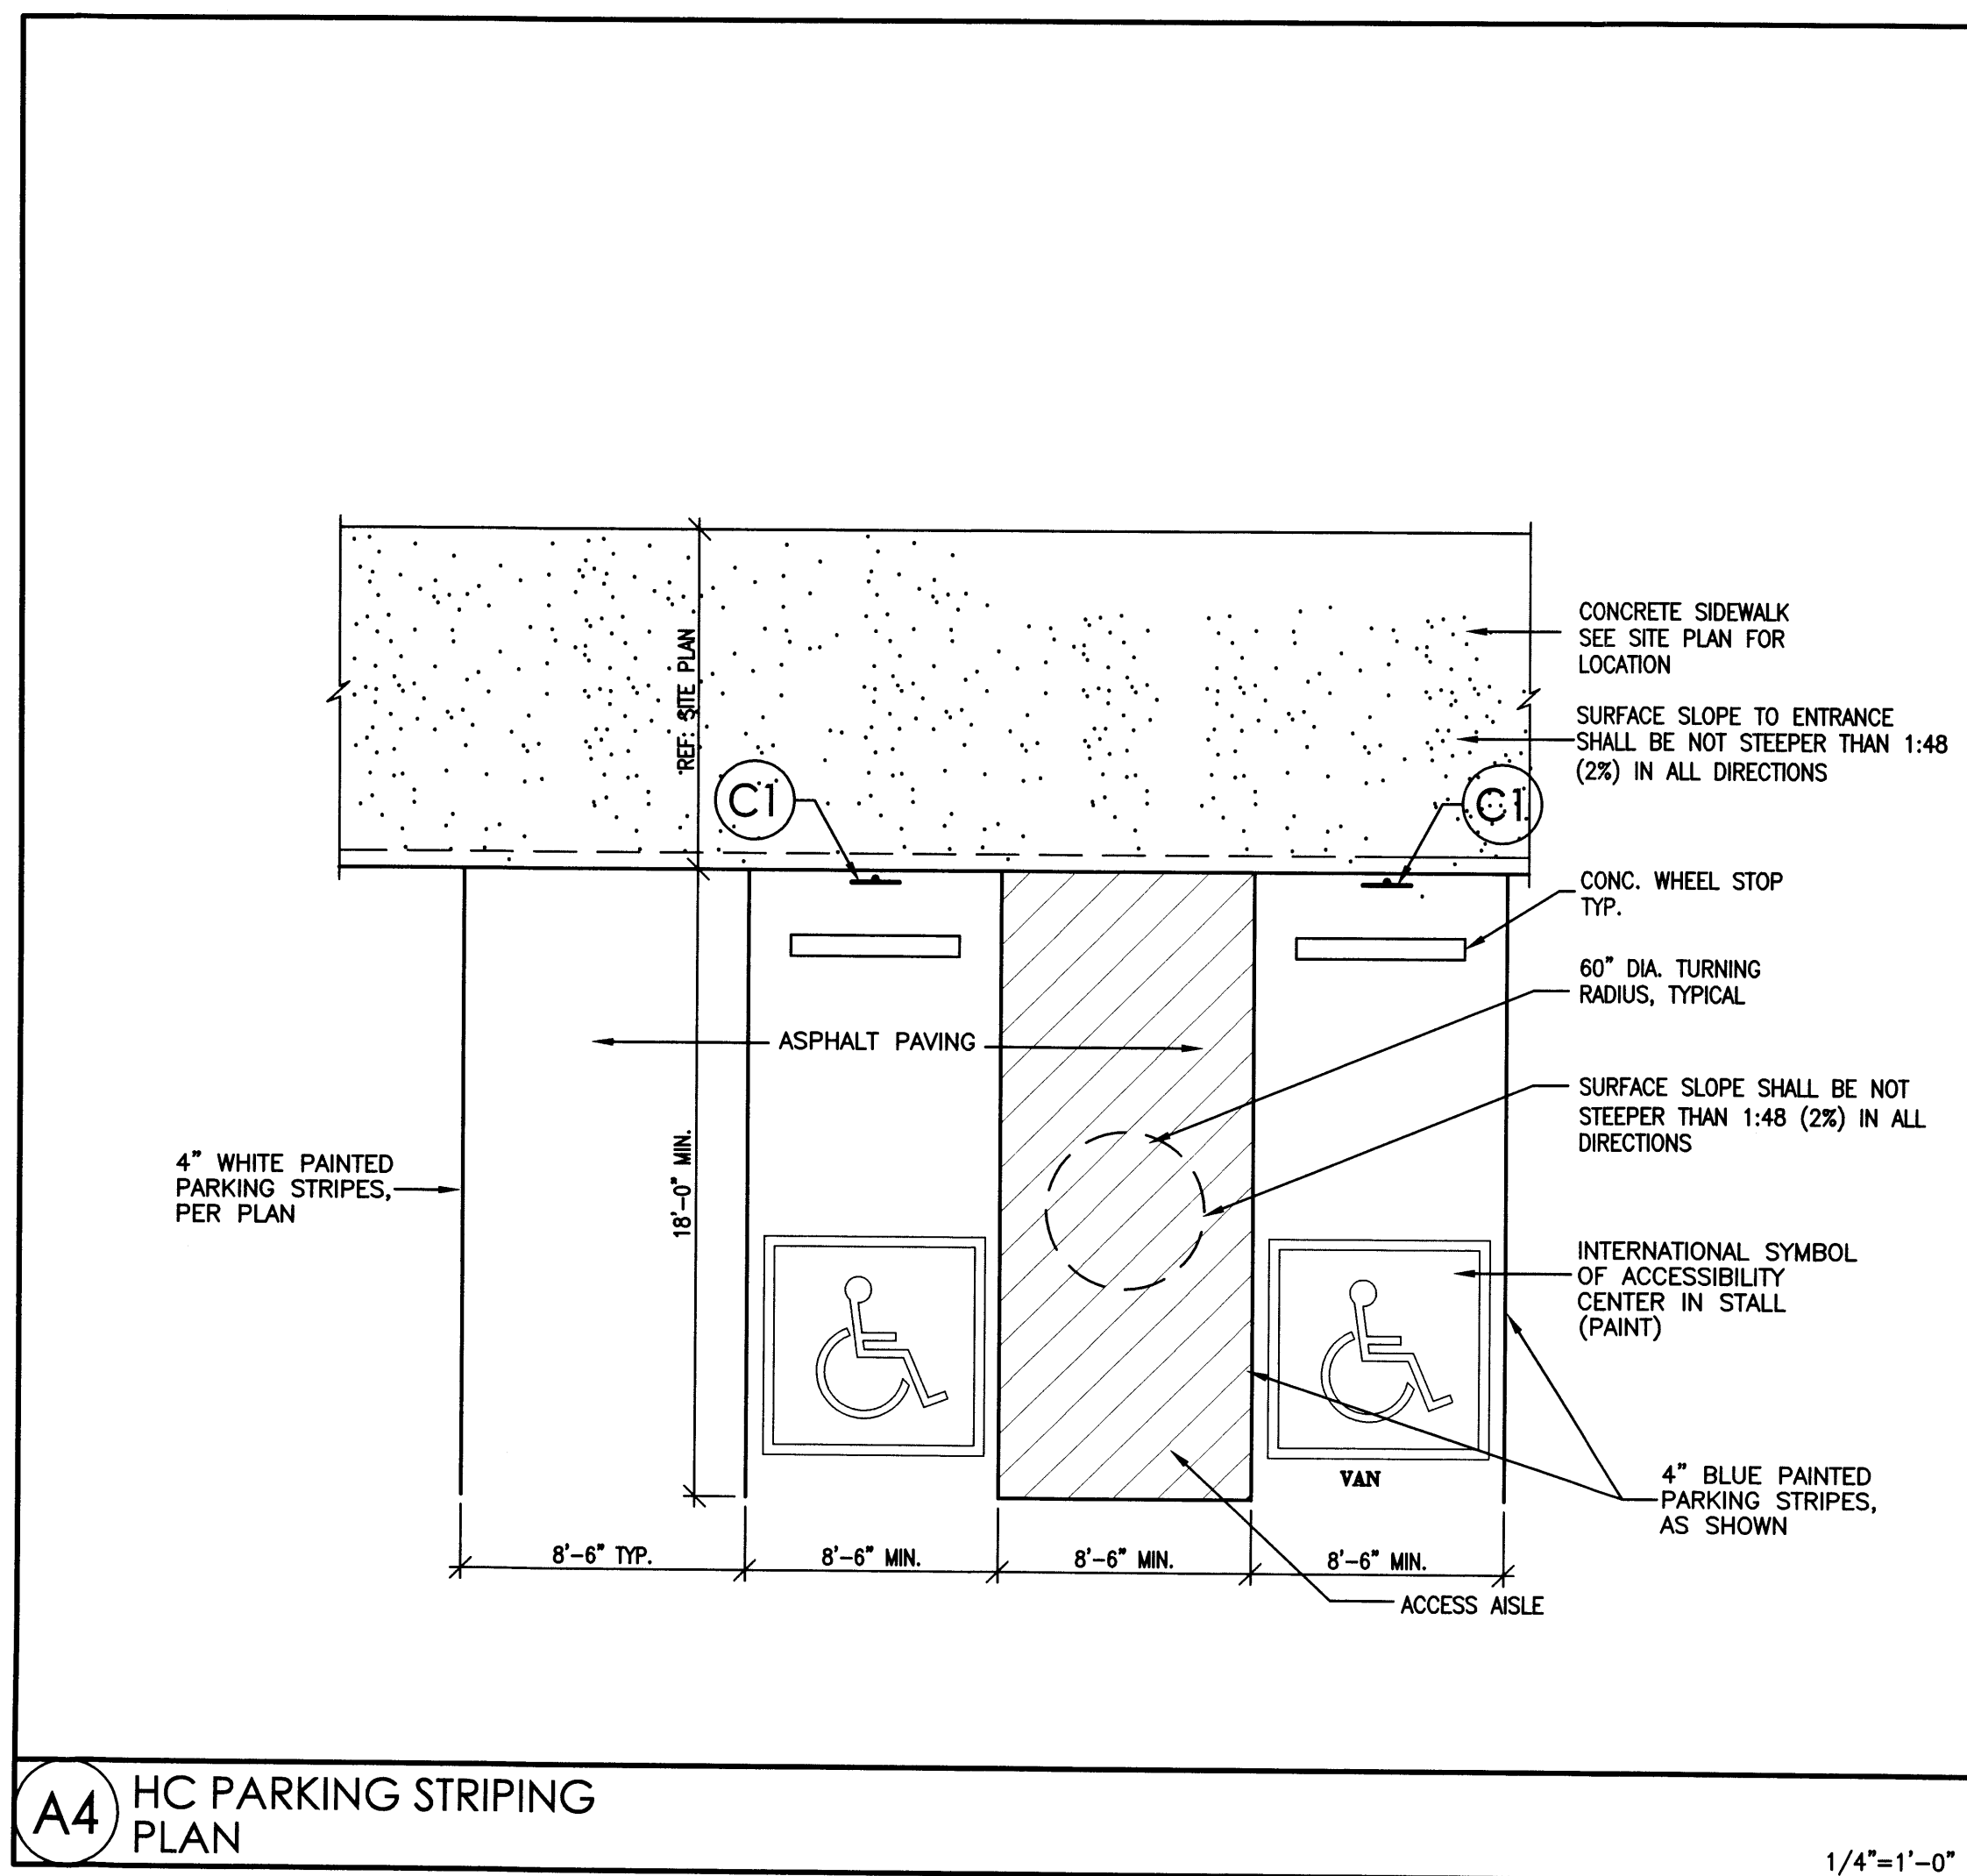 CONCRETE SIDEWALK
SEE SITE PLAN FOR
LOCATION
REF: SITE PLAN
SURFACE SLOPE TO ENTRANCE
SHALL BE NOT STEEPER THAN 1:48
(2%) IN ALL DIRECTIONS
C1
C1
CONC. WHEEL STOP
TYP.
60" DIA. TURNING
RADIUS, TYPICAL
ASPHALT PAVING
SURFACE SLOPE SHALL BE NOT
STEEPER THAN 1:48 (2%) IN ALL
DIRECTIONS
4" WHITE PAINTED
PARKING STRIPES,
PER PLAN
18'-0" MIN.
INTERNATIONAL SYMBOL
OF ACCESSIBILITY
CENTER IN STALL
(PAINT)
VAN
4" BLUE PAINTED
PARKING STRIPES,
AS SHOWN
8'-6" TYP.
8'-6" MIN.
8'-6" MIN.
8'-6" MIN.
ACCESS AISLE
A4
HC PARKING STRIPING
PLAN
1/4"=1'-0"